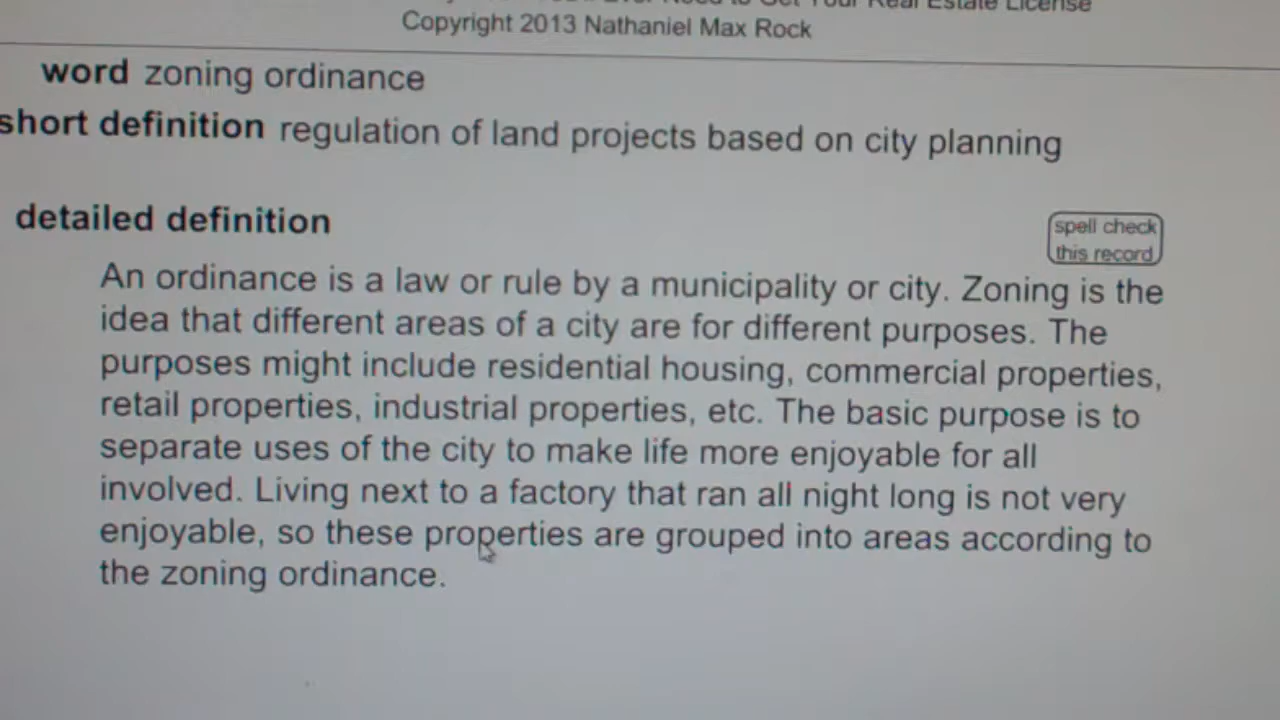 Real Estate License
Copyright 2013 Nathaniel Max Rock
word zoning ordinance
short definition regulation of land projects based on city planning
detailed definition
spell check
this record
An ordinance is a law or rule by a municipality or city. Zoning is the
idea that different areas of a city are for different purposes. The
purposes might include residential housing, commercial properties,
retail properties, industrial properties, etc. The basic purpose is to
separate uses of the city to make life more enjoyable for all
involved. Living next to a factory that ran all night long is not very
enjoyable, so these properties are grouped into areas according to
the zoning ordinance.